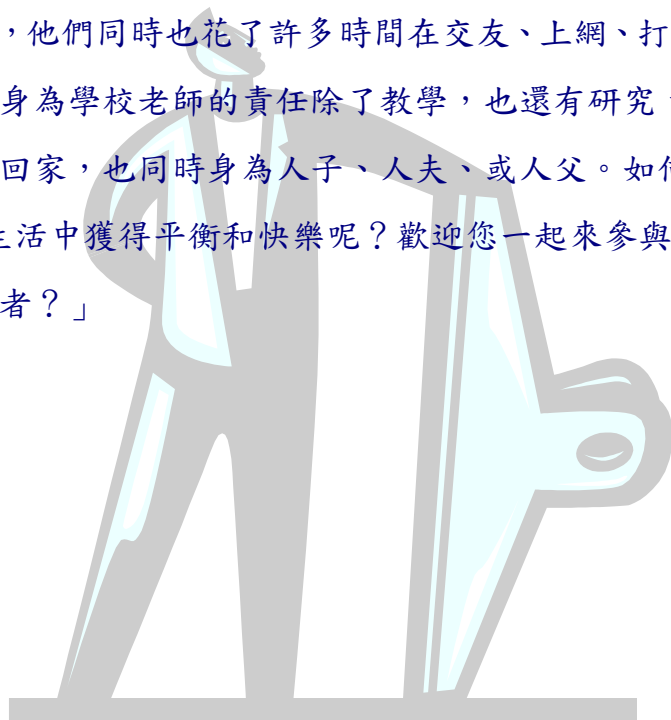 ，他們同時也花了許多時間在交友、上網、打
身為學校老師的責任除了教學，也還有研究
回家，也同時身為人子、人夫、或人父。如何
生活中獲得平衡和快樂呢？歡迎您一起來參與
者？」